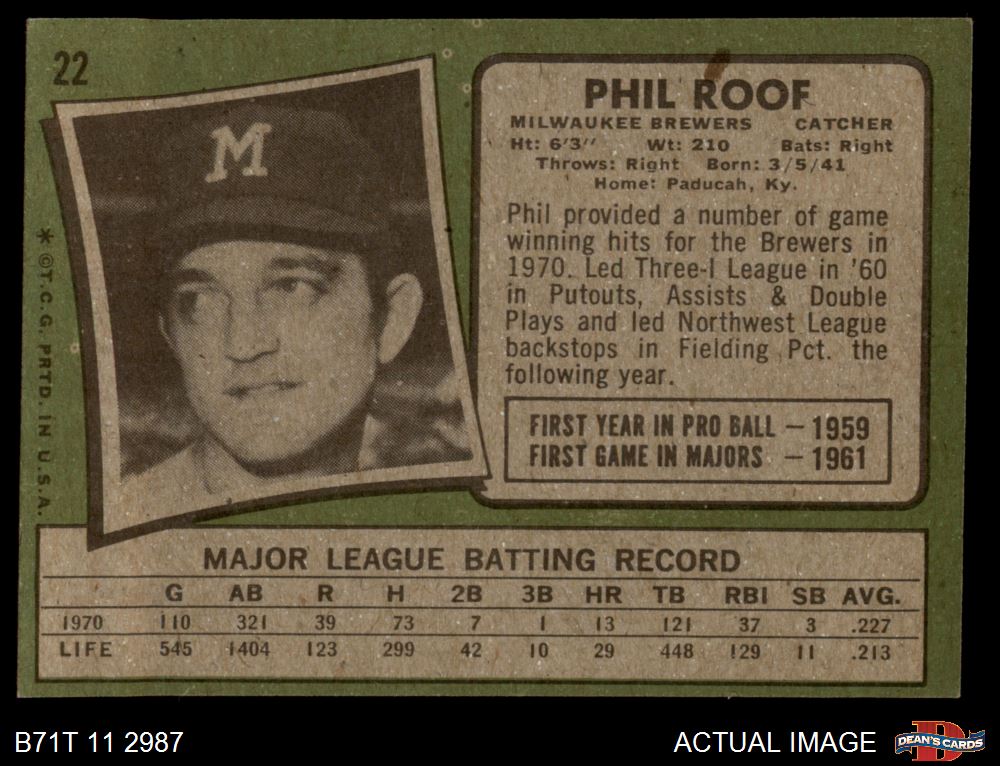 22
M
* ©T.C.G. PRTD. IN U.S.A.
PHIL ROOF
MILWAUKEE BREWERS CATCHER
Ht: 6'3" Wt: 210 Bats: Right
Throws: Right Born: 3/5/41
Home: Paducah, Ky.
Phil provided a number of game
winning hits for the Brewers in
1970. Led Three-I League in '60
in Putouts, Assists & Double
Plays and led Northwest League
backstops in Fielding Pct. the
following year.
FIRST YEAR IN PRO BALL — 1959
FIRST GAME IN MAJORS — 1961
MAJOR LEAGUE BATTING RECORD
G AB R H 2B 3B HR TB RBI SB AVG.
1970 110 321 39 73 7 1 13 121 37 3 .227
LIFE 545 1404 123 299 42 10 29 448 129 11 .213
B71T 11 2987
ACTUAL IMAGE
DEAN'S CARDS